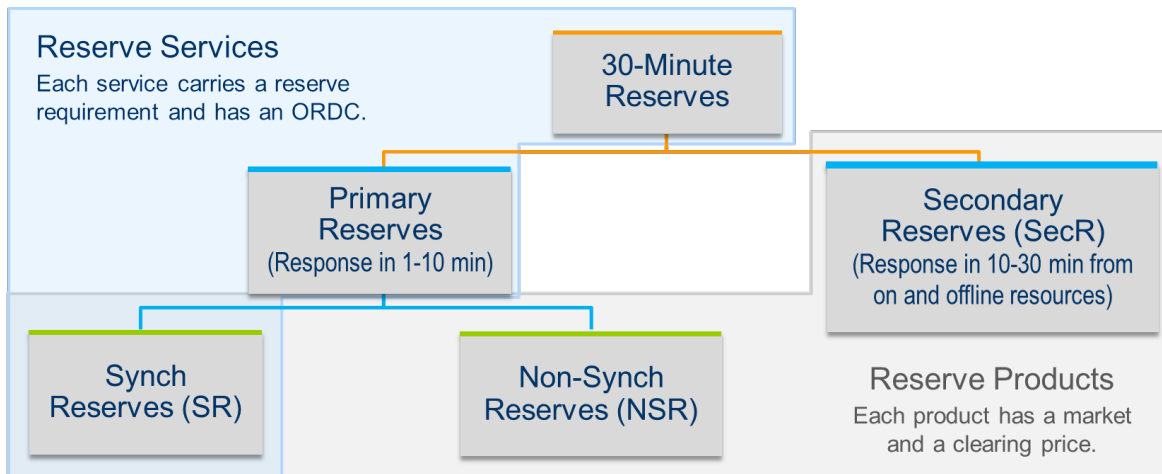 Reserve Services
Each service carries a reserve
requirement and has an ORDC.
30-Minute
Reserves
Primary
Reserves
(Response in 1-10 min)
Secondary
Reserves (SecR)
(Response in 10-30 min from
on and offline resources)
Synch
Reserves (SR)
Non-Synch
Reserves (NSR)
Reserve Products
Each product has a market
and a clearing price.